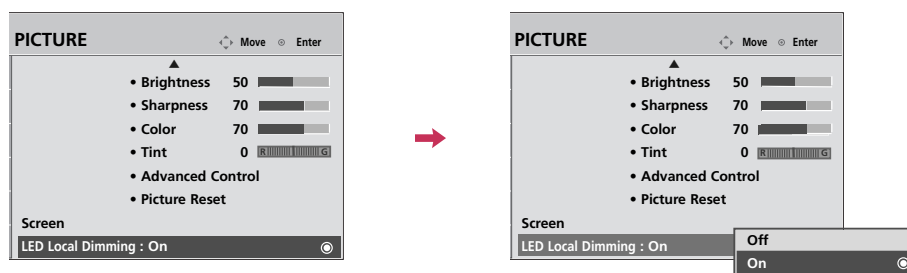 PICTURE Move Enter
• Brightness 50
• Sharpness 70
• Color 70
• Tint 0 R G
• Advanced Control
• Picture Reset
Screen
LED Local Dimming : On
PICTURE Move Enter
• Brightness 50
• Sharpness 70
• Color 70
• Tint 0 R G
• Advanced Control
• Picture Reset
Screen
LED Local Dimming : On
Off
On